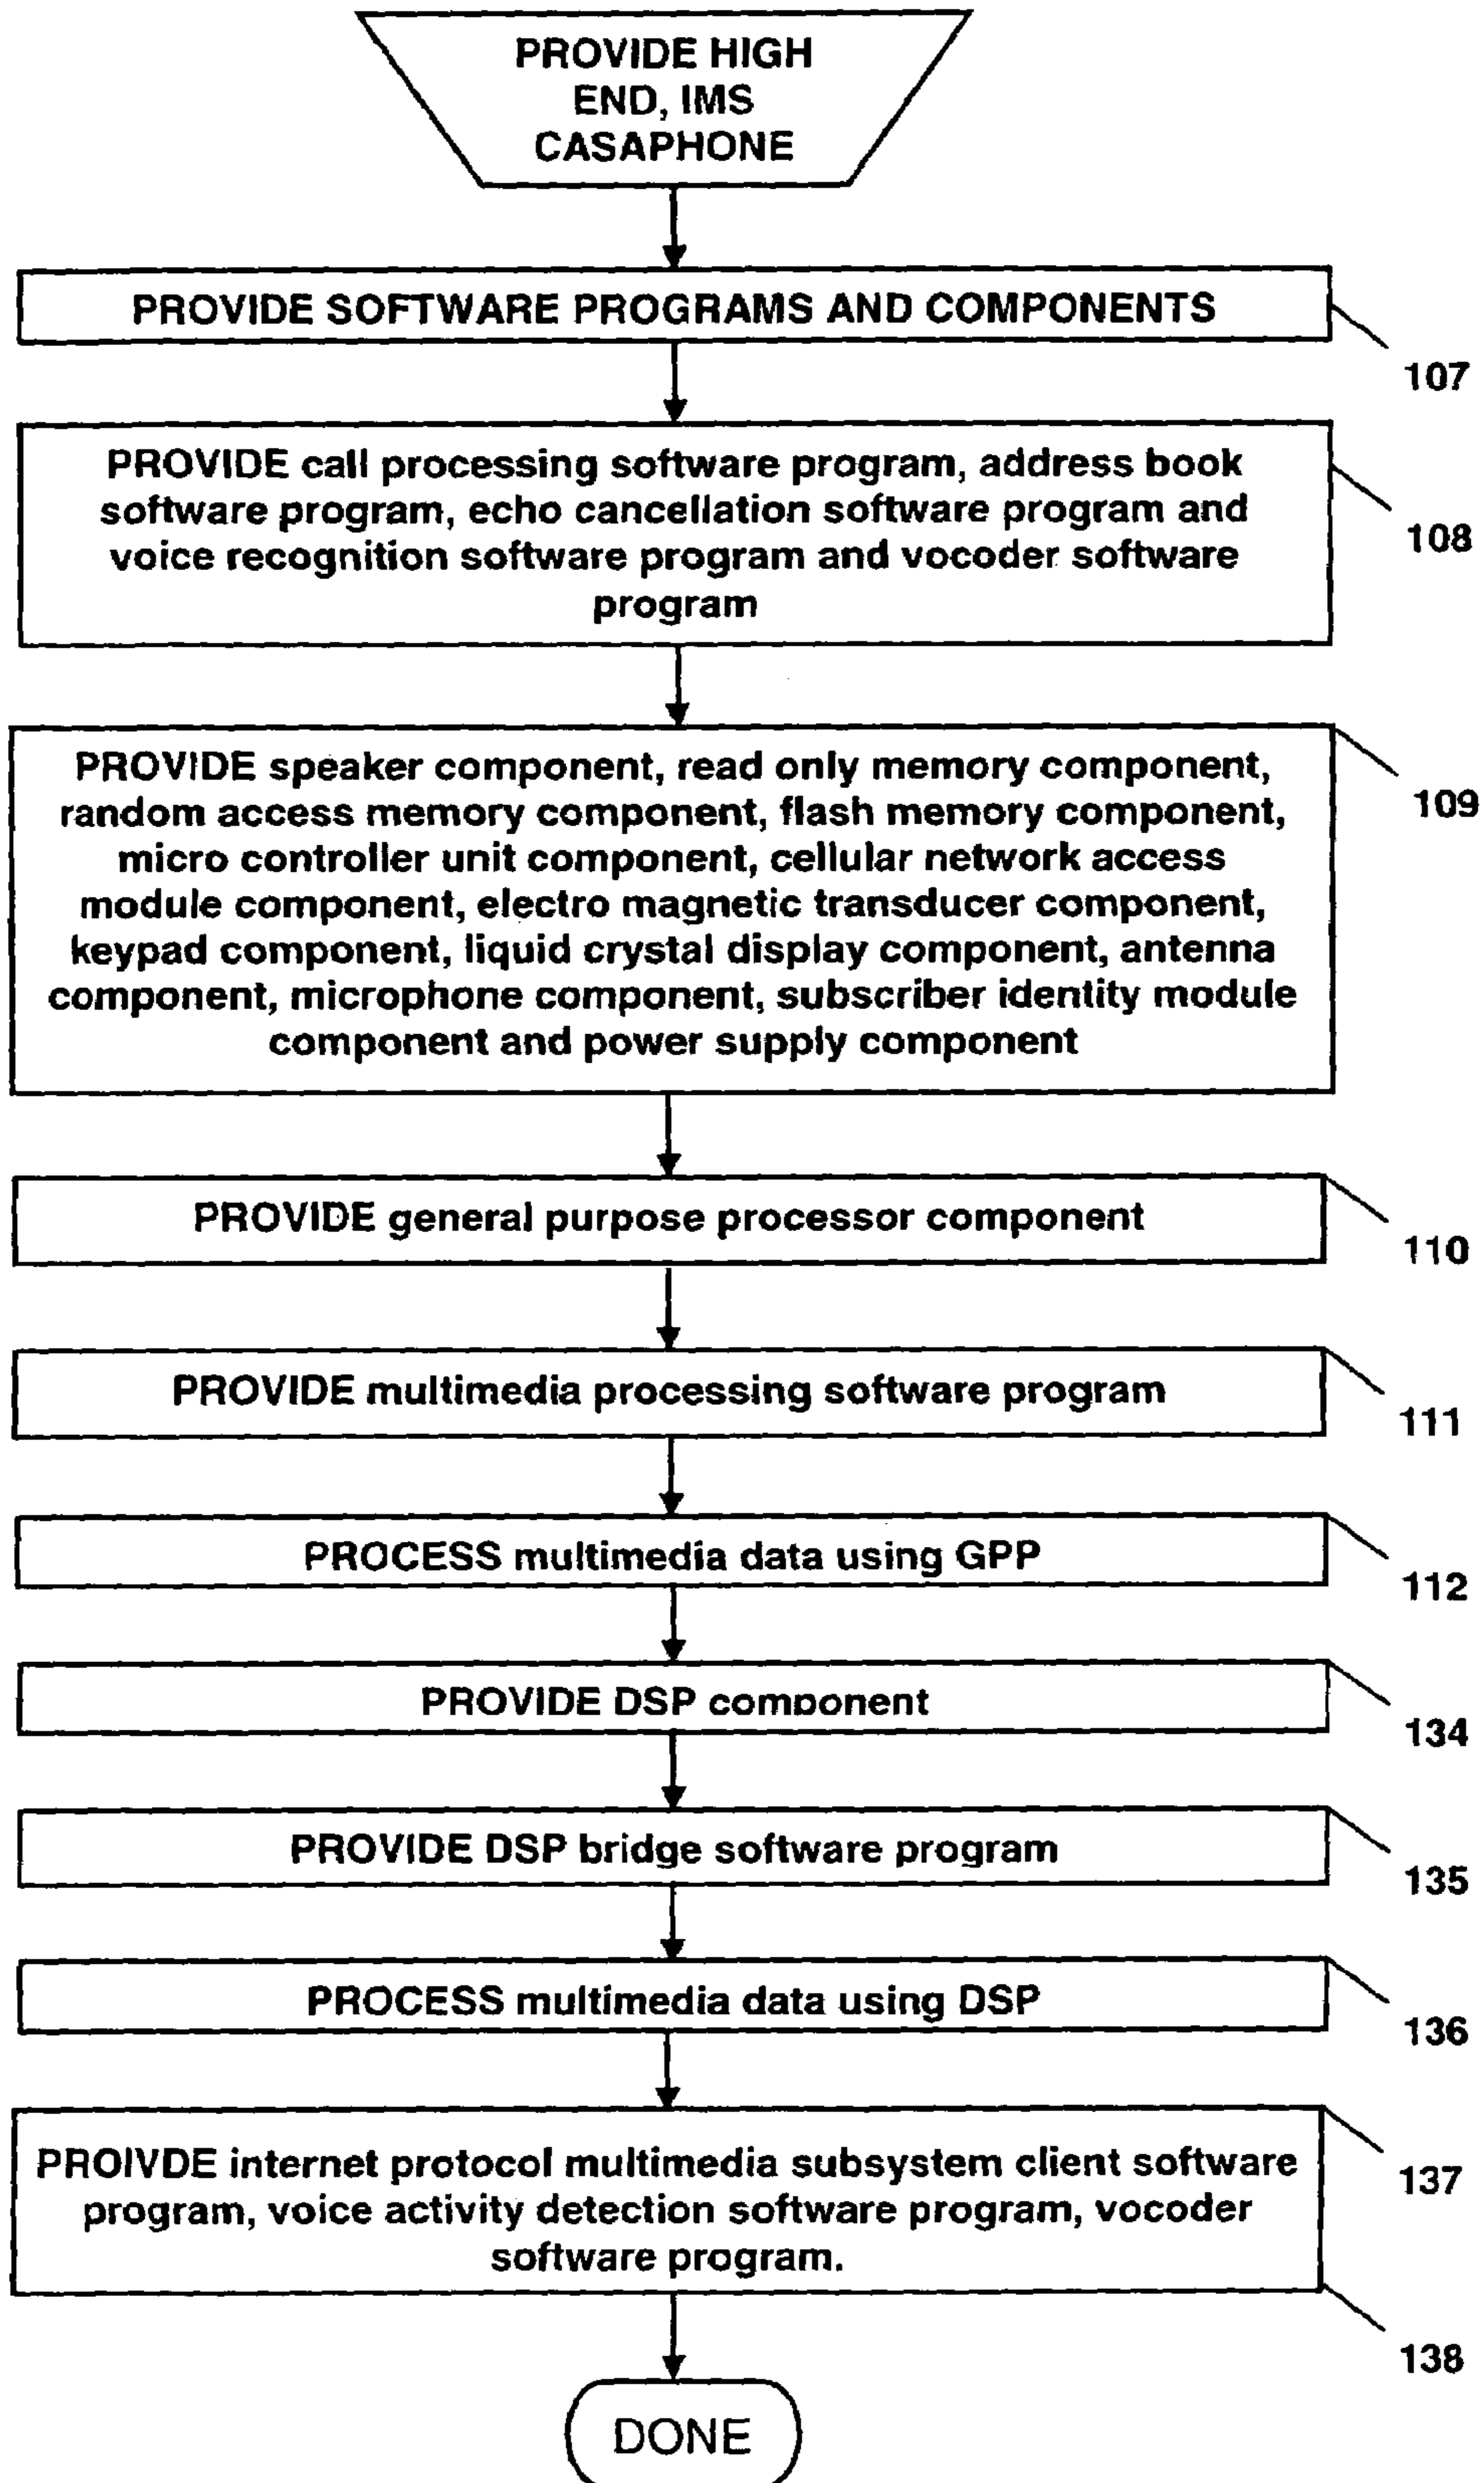 PROVIDE HIGH
END, IMS
CASAPHONE
PROVIDE SOFTWARE PROGRAMS AND COMPONENTS
107
PROVIDE call processing software program, address book
software program, echo cancellation software program and
voice recognition software program and vocoder software
program
108
PROVIDE speaker component, read only memory component,
random access memory component, flash memory component,
micro controller unit component, cellular network access
module component, electro magnetic transducer component,
keypad component, liquid crystal display component, antenna
component, microphone component, subscriber identity module
component and power supply component
109
PROVIDE general purpose processor component
110
PROVIDE multimedia processing software program
111
PROCESS multimedia data using GPP
112
PROVIDE DSP component
134
PROVIDE DSP bridge software program
135
PROCESS multimedia data using DSP
136
PROIVDE internet protocol multimedia subsystem client software
program, voice activity detection software program, vocoder
software program.
137
138
DONE